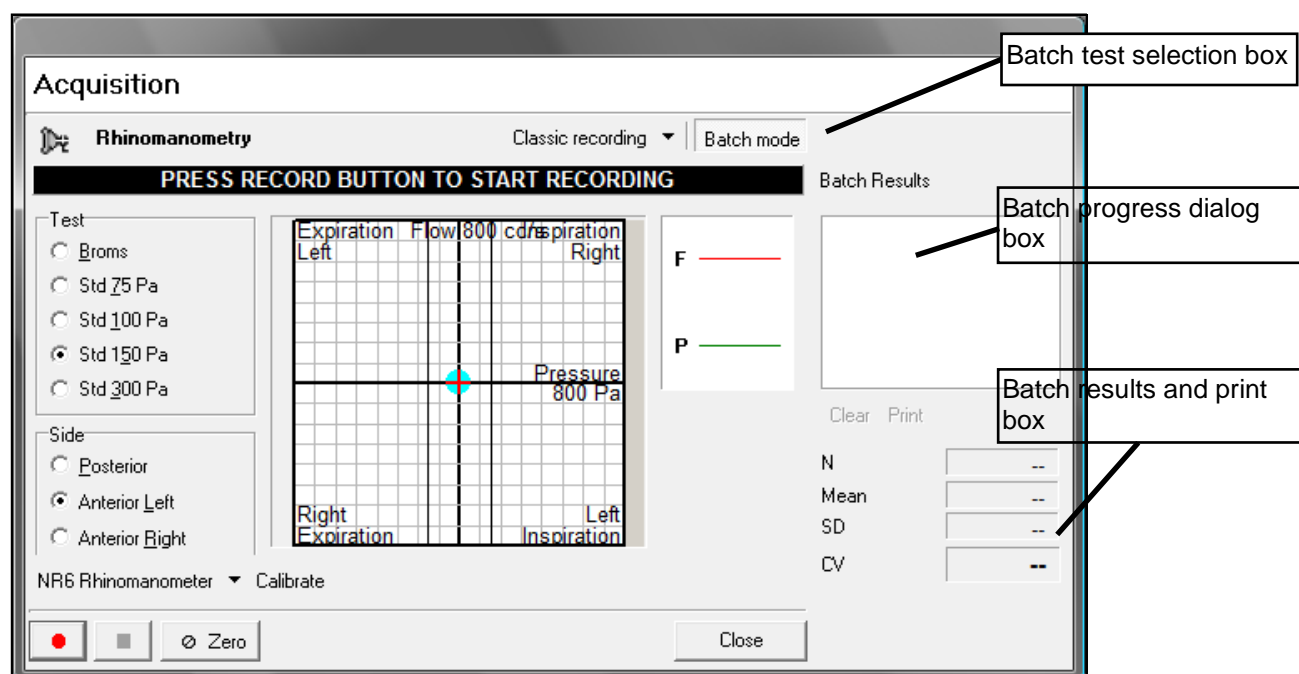 Batch test selection box
Acquisition
Rhinomanometry
Classic recording
Batch mode
PRESS RECORD BUTTON TO START RECORDING
Batch Results
Batch progress dialog
box
Test
Broms
Std 75 Pa
Std 100 Pa
Std 150 Pa
Std 300 Pa
Expiration Flow 800 ccm Inspiration
Left Right
Pressure
800 Pa
Right Left
Expiration Inspiration
F
P
Batch results and print
box
Clear Print
Side
Posterior
Anterior Left
Anterior Right
N --
Mean --
SD --
CV --
NR6 Rhinomanometer Calibrate
Zero
Close